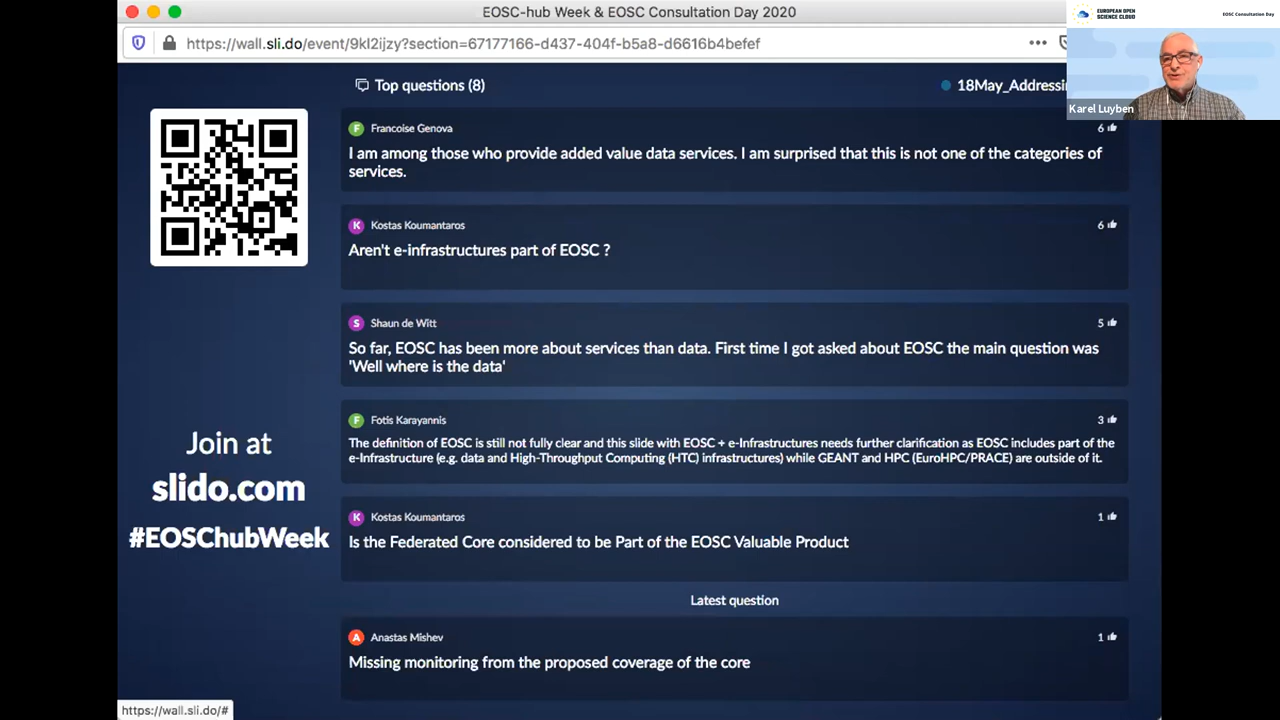 EOSC-hub Week & EOSC Consultation Day 2020
EUROPEAN OPEN
SCIENCE CLOUD
EOSC Consultation Day
https://wall.sli.do/event/9kl2ijzy?section=67177166-d437-404f-b5a8-d6616b4befef
Karel Luyben
Top questions (8)
18May_Addressin
Francoise Genova
6
I am among those who provide added value data services. I am surprised that this is not one of the categories of
services.
Kostas Koumantaros
6
Aren't e-infrastructures part of EOSC ?
Shaun de Witt
5
So far, EOSC has been more about services than data. First time I got asked about EOSC the main question was
'Well where is the data'
Fotis Karayannis
3
The definition of EOSC is still not fully clear and this slide with EOSC + e-Infrastructures needs further clarification as EOSC includes part of the
e-Infrastructure (e.g. data and High-Throughput Computing (HTC) infrastructures) while GEANT and HPC (EuroHPC/PRACE) are outside of it.
Kostas Koumantaros
1
Is the Federated Core considered to be Part of the EOSC Valuable Product
Latest question
Anastas Mishev
1
Missing monitoring from the proposed coverage of the core
Join at
slido.com
#EOSChubWeek
https://wall.sli.do/#